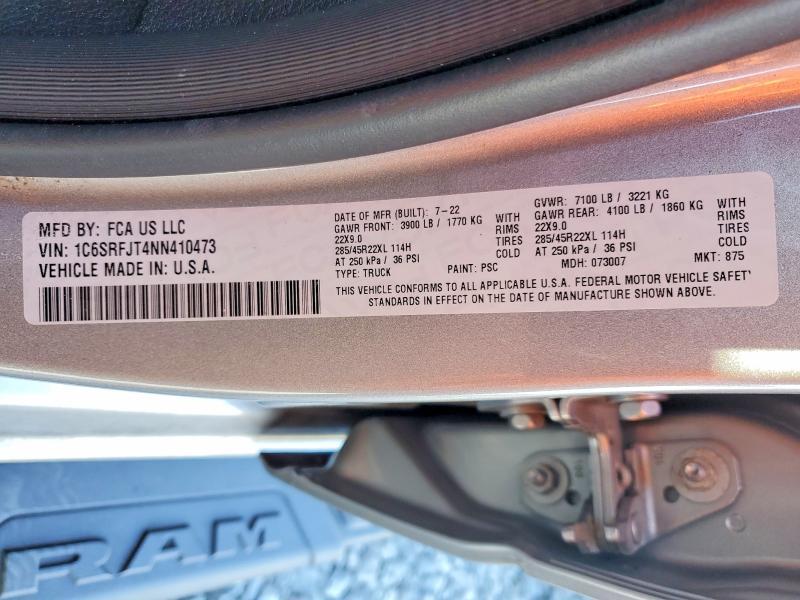 MFD BY: FCA US LLC
VIN: 1C6SRFJT4NN410473
VEHICLE MADE IN U.S.A.
DATE OF MFR (BUILT): 7-22
GAWR FRONT: 3900 LB / 1770 KG WITH
22X9.0 RIMS
285/45R22XL 114H TIRES
AT 250 kPa / 36 PSI COLD
TYPE: TRUCK PAINT: PSC
GVWR: 7100 LB / 3221 KG
GAWR REAR: 4100 LB / 1860 KG WITH
22X9.0 RIMS
285/45R22XL 114H TIRES
AT 250 kPa / 36 PSI COLD
MDH: 073007 MKT: 875
THIS VEHICLE CONFORMS TO ALL APPLICABLE U.S.A. FEDERAL MOTOR VEHICLE SAFETY
STANDARDS IN EFFECT ON THE DATE OF MANUFACTURE SHOWN ABOVE.
RAM